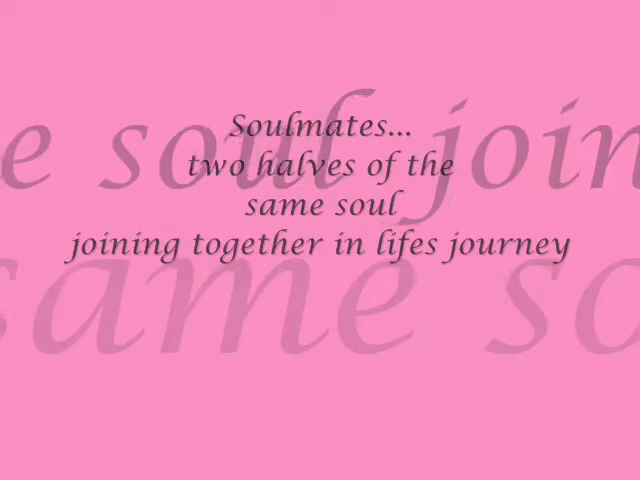 Soulmates...
two halves of the
same soul
joining together in lifes journey
e soul join
same so